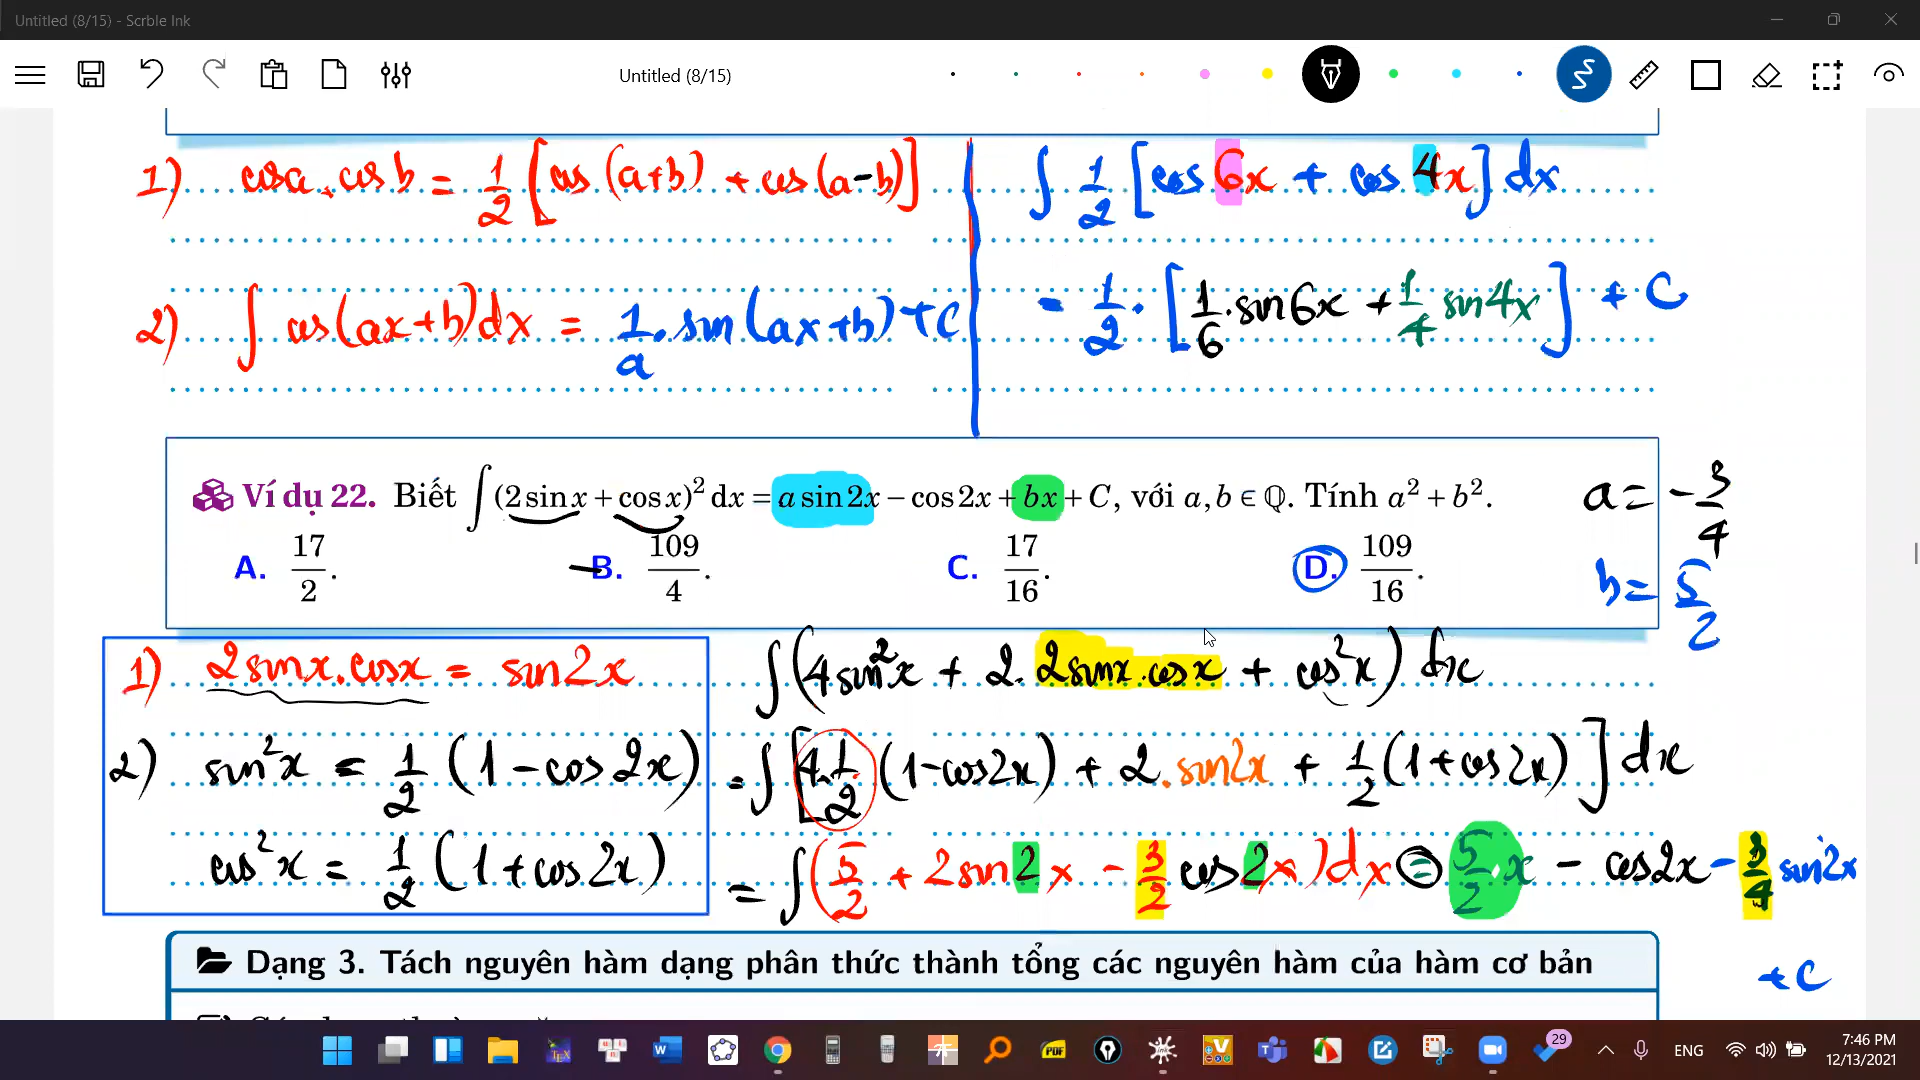 Untitled (8/15) - Scrble Ink
Untitled (8/15)
1) cosa.cosb = 1/2 [cos(a+b) + cos(a-b)]
∫ 1/2 [cos 6x + cos 4x] dx
= 1/2 . [1/6 .sin6x + 1/4 sin4x] + C
2) ∫ cos(ax+b)dx = 1/a .sin(ax+b)+C
Ví dụ 22. Biết ∫(2 sin x + cos x)² dx = a sin 2x − cos 2x + bx + C, với a, b ∈ ℚ. Tính a² + b².
A. 17/2. B. 109/4. C. 17/16. D. 109/16.
a = -3/4
b = 5/2
1) 2sinx.cosx = sin2x
2) sin²x = 1/2 (1-cos2x)
cos²x = 1/2 (1+cos2x)
∫(4sin²x + 2.2sinx.cosx + cos²x) dx
= ∫[4.1/2 (1-cos2x) + 2.sin2x + 1/2 (1+cos2x)] dx
= ∫(5/2 + 2sin2x - 3/2 cos2x)dx = 5/2 .x - cos2x - 3/4 sin2x
+C
Dạng 3. Tách nguyên hàm dạng phân thức thành tổng các nguyên hàm của hàm cơ bản
29
ENG
7:46 PM
12/13/2021